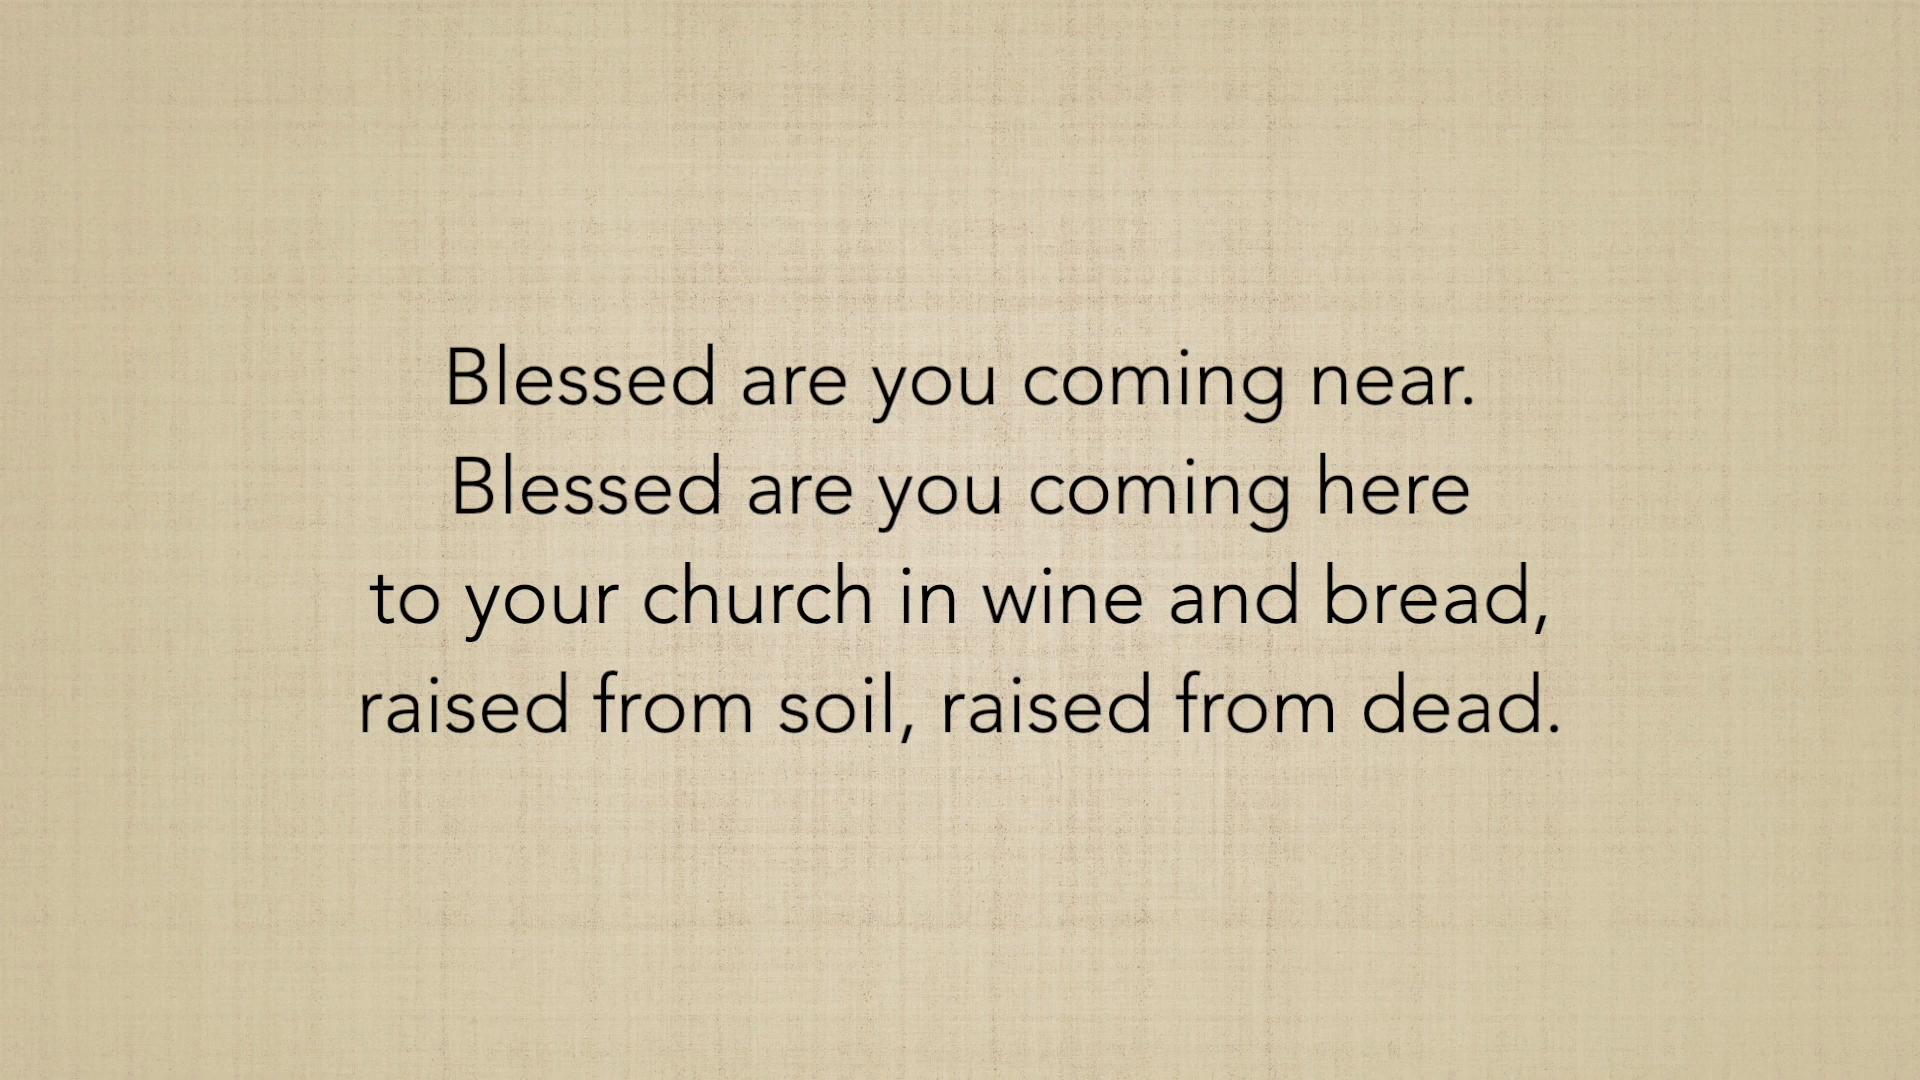 Blessed are you coming near.
Blessed are you coming here
to your church in wine and bread,
raised from soil, raised from dead.